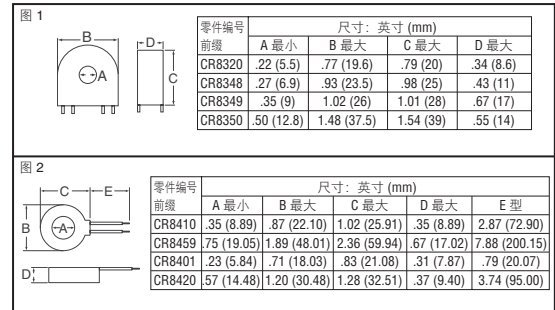 图 1
B
D
A
C
零件编号 尺寸：英寸 (mm)
前缀 A 最小 B 最大 C 最大 D 最大
CR8320 .22 (5.5) .77 (19.6) .79 (20) .34 (8.6)
CR8348 .27 (6.9) .93 (23.5) .98 (25) .43 (11)
CR8349 .35 (9) 1.02 (26) 1.01 (28) .67 (17)
CR8350 .50 (12.8) 1.48 (37.5) 1.54 (39) .55 (14)
图 2
C E
B
A
D
零件编号 尺寸：英寸 (mm)
前缀 A 最小 B 最大 C 最大 D 最大 E 型
CR8410 .35 (8.89) .87 (22.10) 1.02 (25.91) .35 (8.89) 2.87 (72.90)
CR8459 .75 (19.05) 1.89 (48.01) 2.36 (59.94) .67 (17.02) 7.88 (200.15)
CR8401 .23 (5.84) .71 (18.03) .83 (21.08) .31 (7.87) .79 (20.07)
CR8420 .57 (14.48) 1.20 (30.48) 1.28 (32.51) .37 (9.40) 3.74 (95.00)